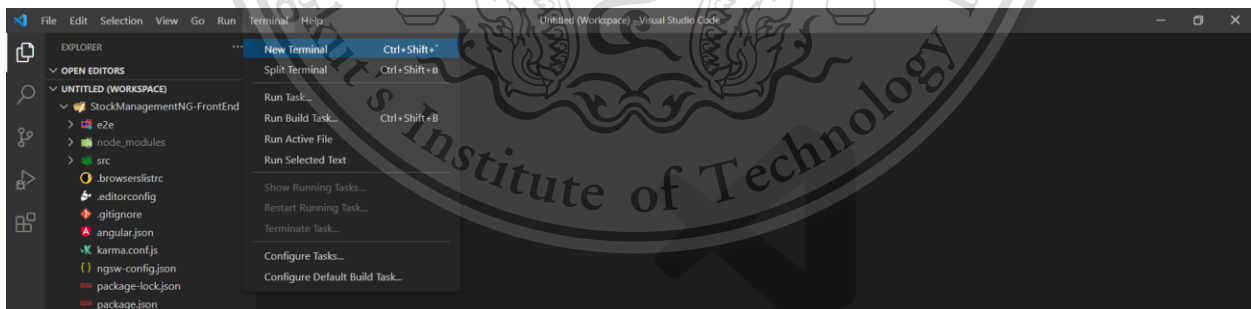 File Edit Selection View Go Run Terminal Help Untitled (Workspace) - Visual Studio Code
EXPLORER
OPEN EDITORS
UNTITLED (WORKSPACE)
StockManagementNG-FrontEnd
e2e
node_modules
src
.browserslistrc
.editorconfig
.gitignore
angular.json
karma.conf.js
ngsw-config.json
package-lock.json
package.json
New Terminal Ctrl+Shift+`
Split Terminal Ctrl+Shift+
Run Task...
Run Build Task... Ctrl+Shift+B
Run Active File
Run Selected Text
Show Running Tasks...
Restart Running Task...
Terminate Task...
Configure Tasks...
Configure Default Build Task...
Institute of Technology